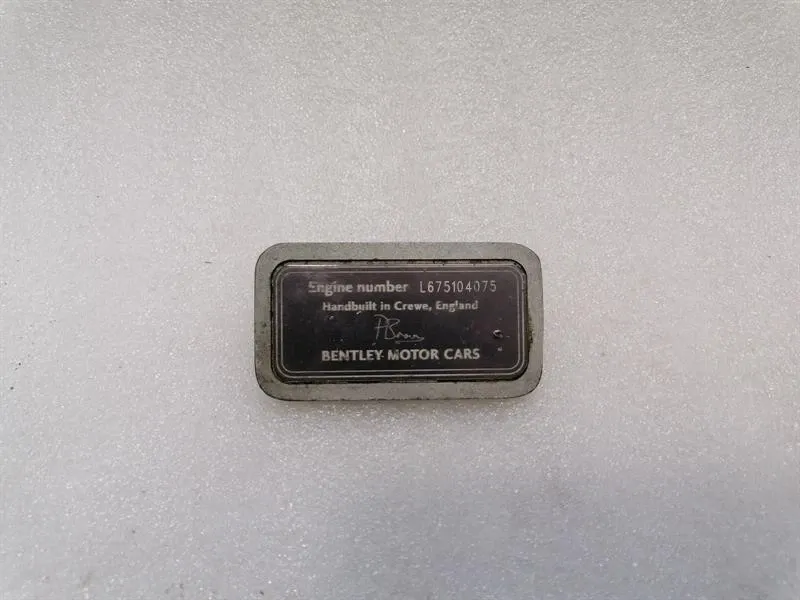 Engine number L675104075
Handbuilt in Crewe, England
BENTLEY MOTOR CARS